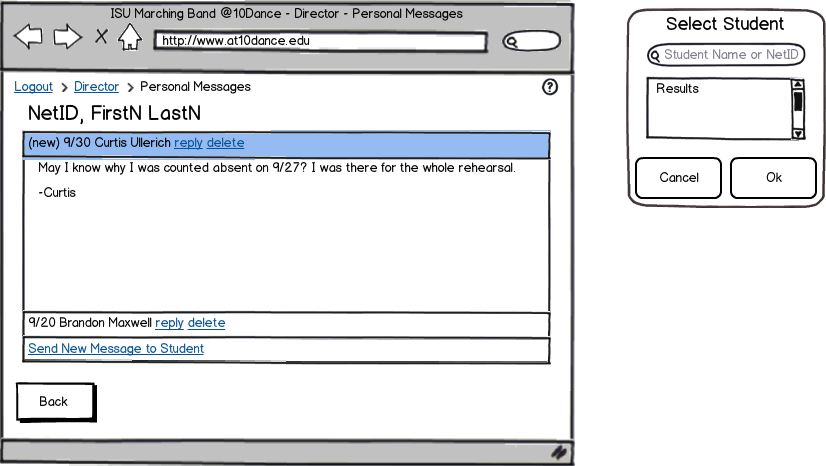 ISU Marching Band @10Dance - Director - Personal Messages
http://www.at10dance.edu
Logout > Director > Personal Messages ?
NetID, FirstN LastN
(new) 9/30 Curtis Ullerich reply delete
May I know why I was counted absent on 9/27? I was there for the whole rehearsal.
-Curtis
9/20 Brandon Maxwell reply delete
Send New Message to Student
Back
Select Student
Student Name or NetID
Results
Cancel Ok